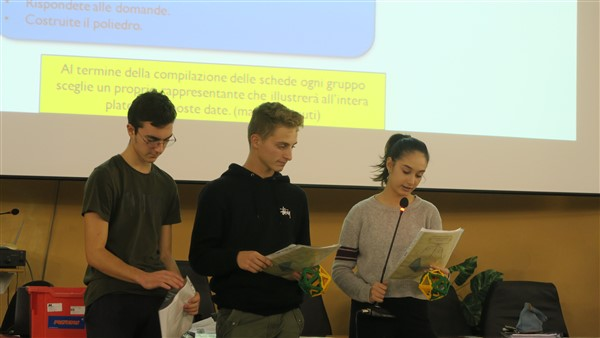 • Rispondete alle domande.
• Costruite il poliedro.
Al termine della compilazione delle schede ogni gruppo
sceglie un proprio rappresentante che illustrerà all'intera
oste date.